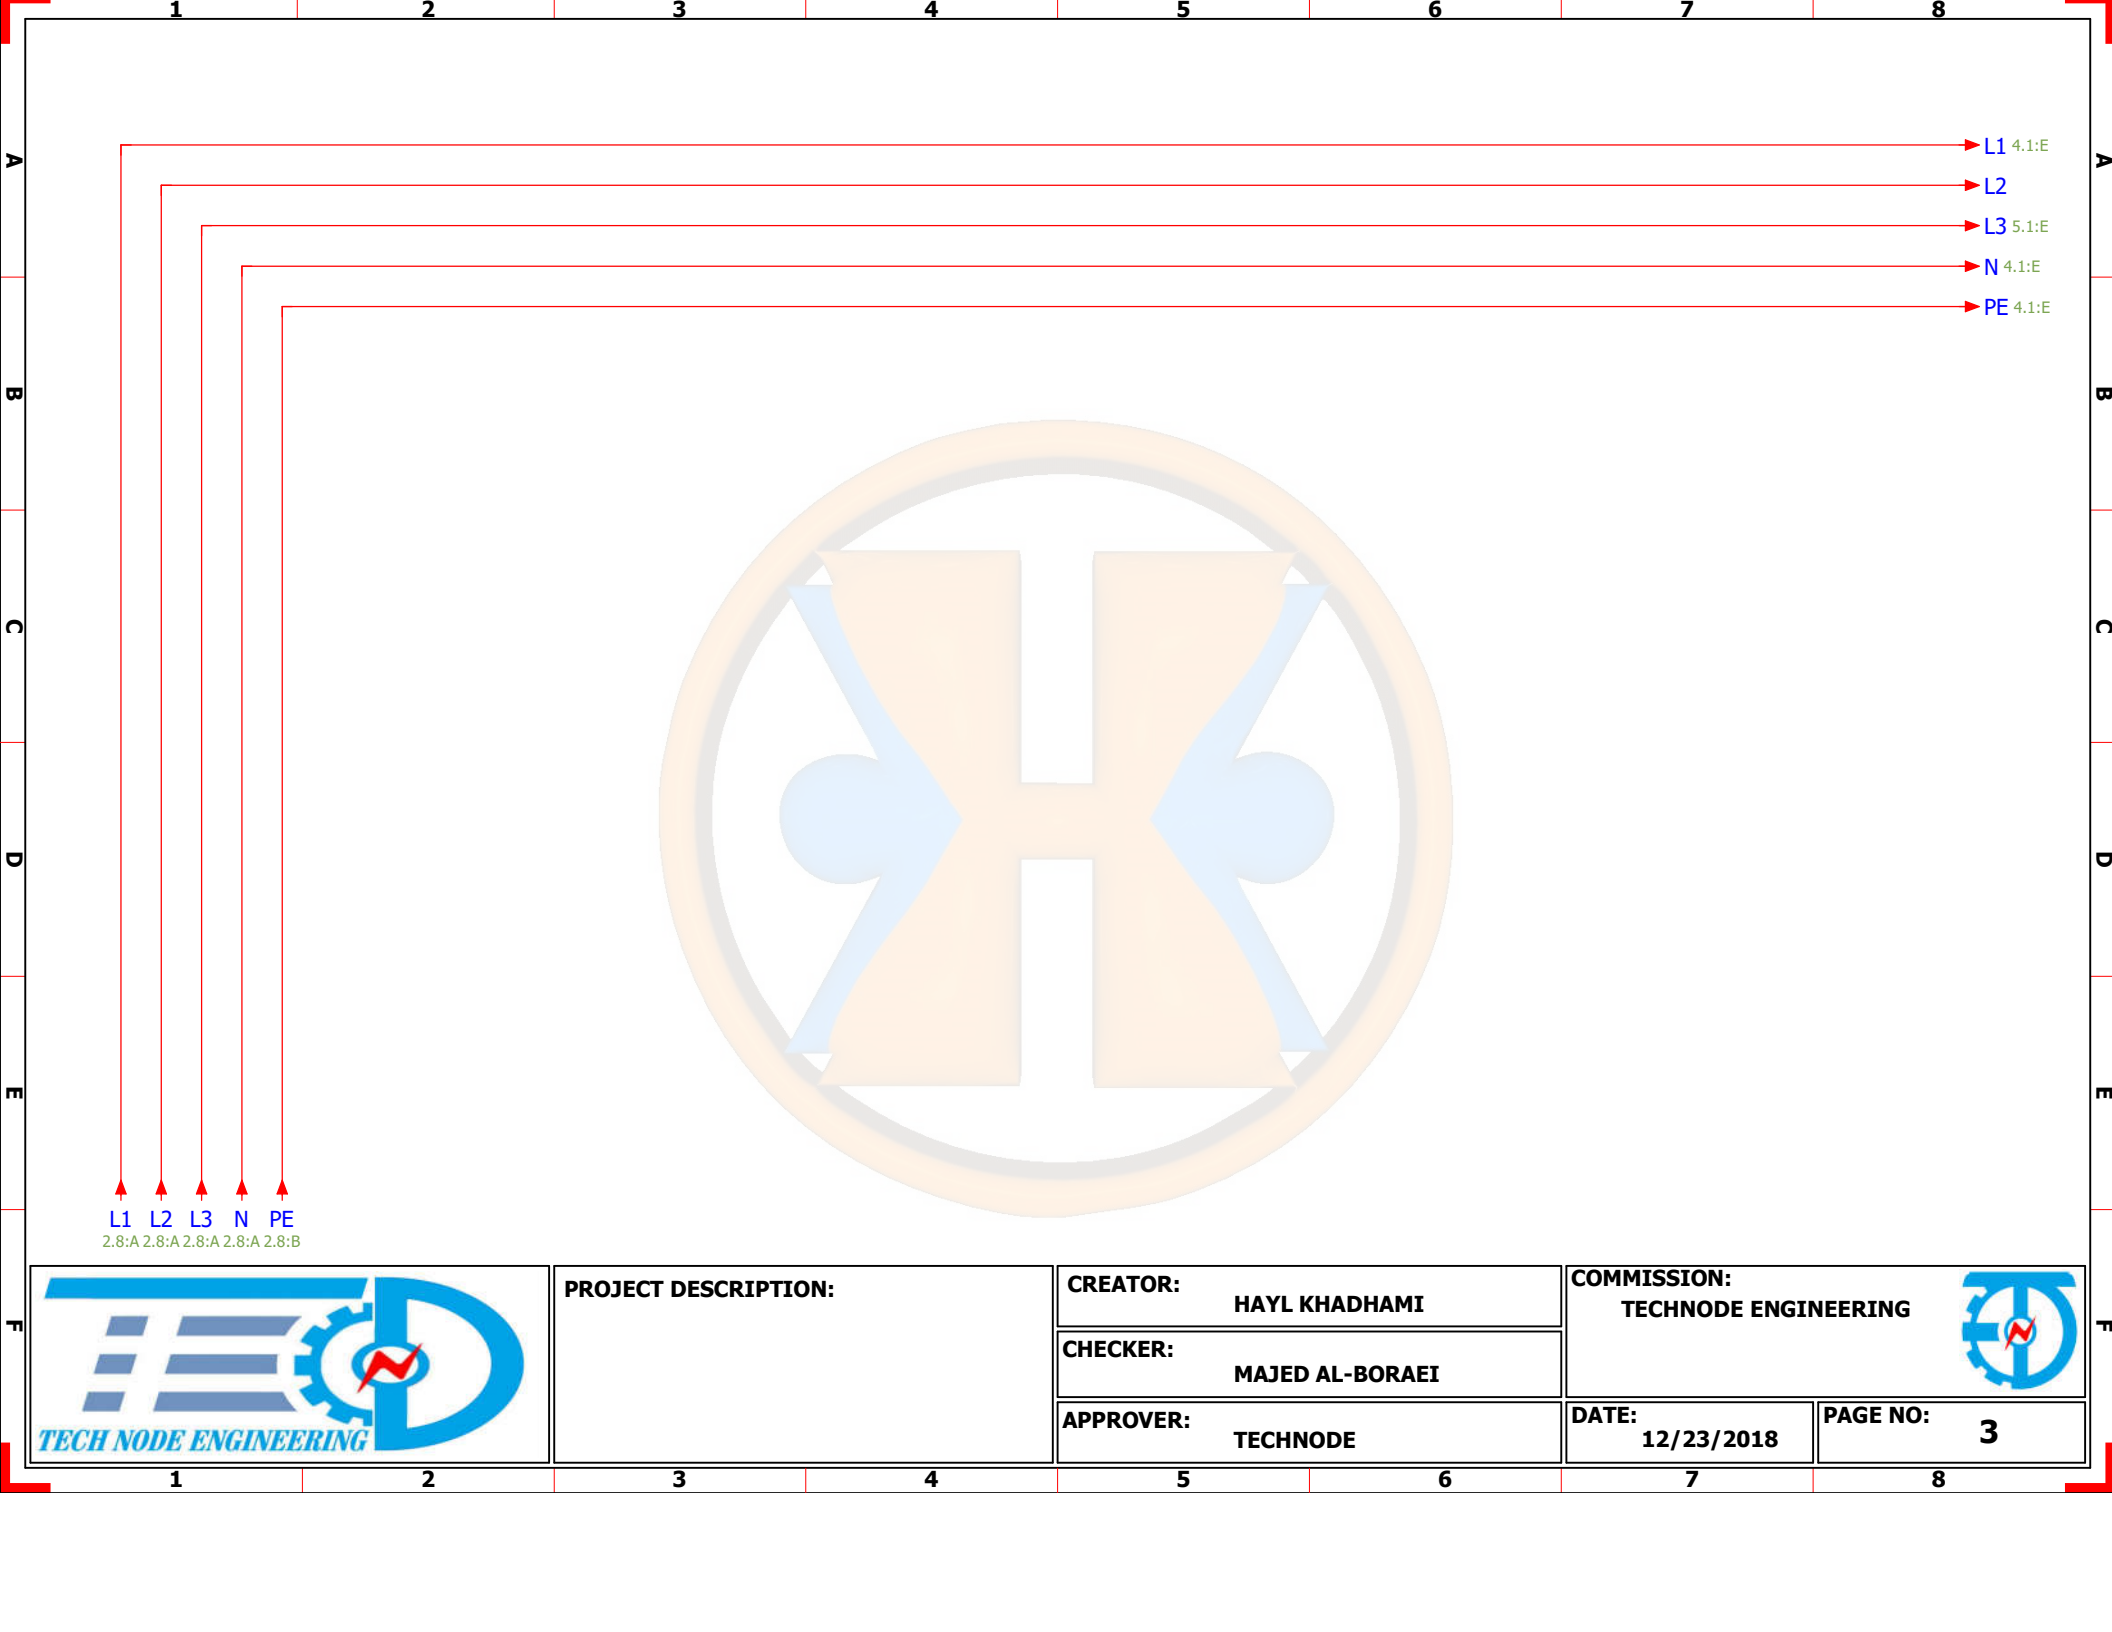 1 2 3 4 5 6 7 8
A A
L1 4.1:E
L2
L3 5.1:E
N 4.1:E
PE 4.1:E
B B
C C
D D
E E
L1 L2 L3 N PE
2.8:A 2.8:A 2.8:A 2.8:A 2.8:B
F F
TECH NODE ENGINEERING
PROJECT DESCRIPTION:
CREATOR:
HAYL KHADHAMI
CHECKER:
MAJED AL-BORAEI
APPROVER:
TECHNODE
COMMISSION:
TECHNODE ENGINEERING
DATE:
12/23/2018
PAGE NO:
3
1 2 3 4 5 6 7 8